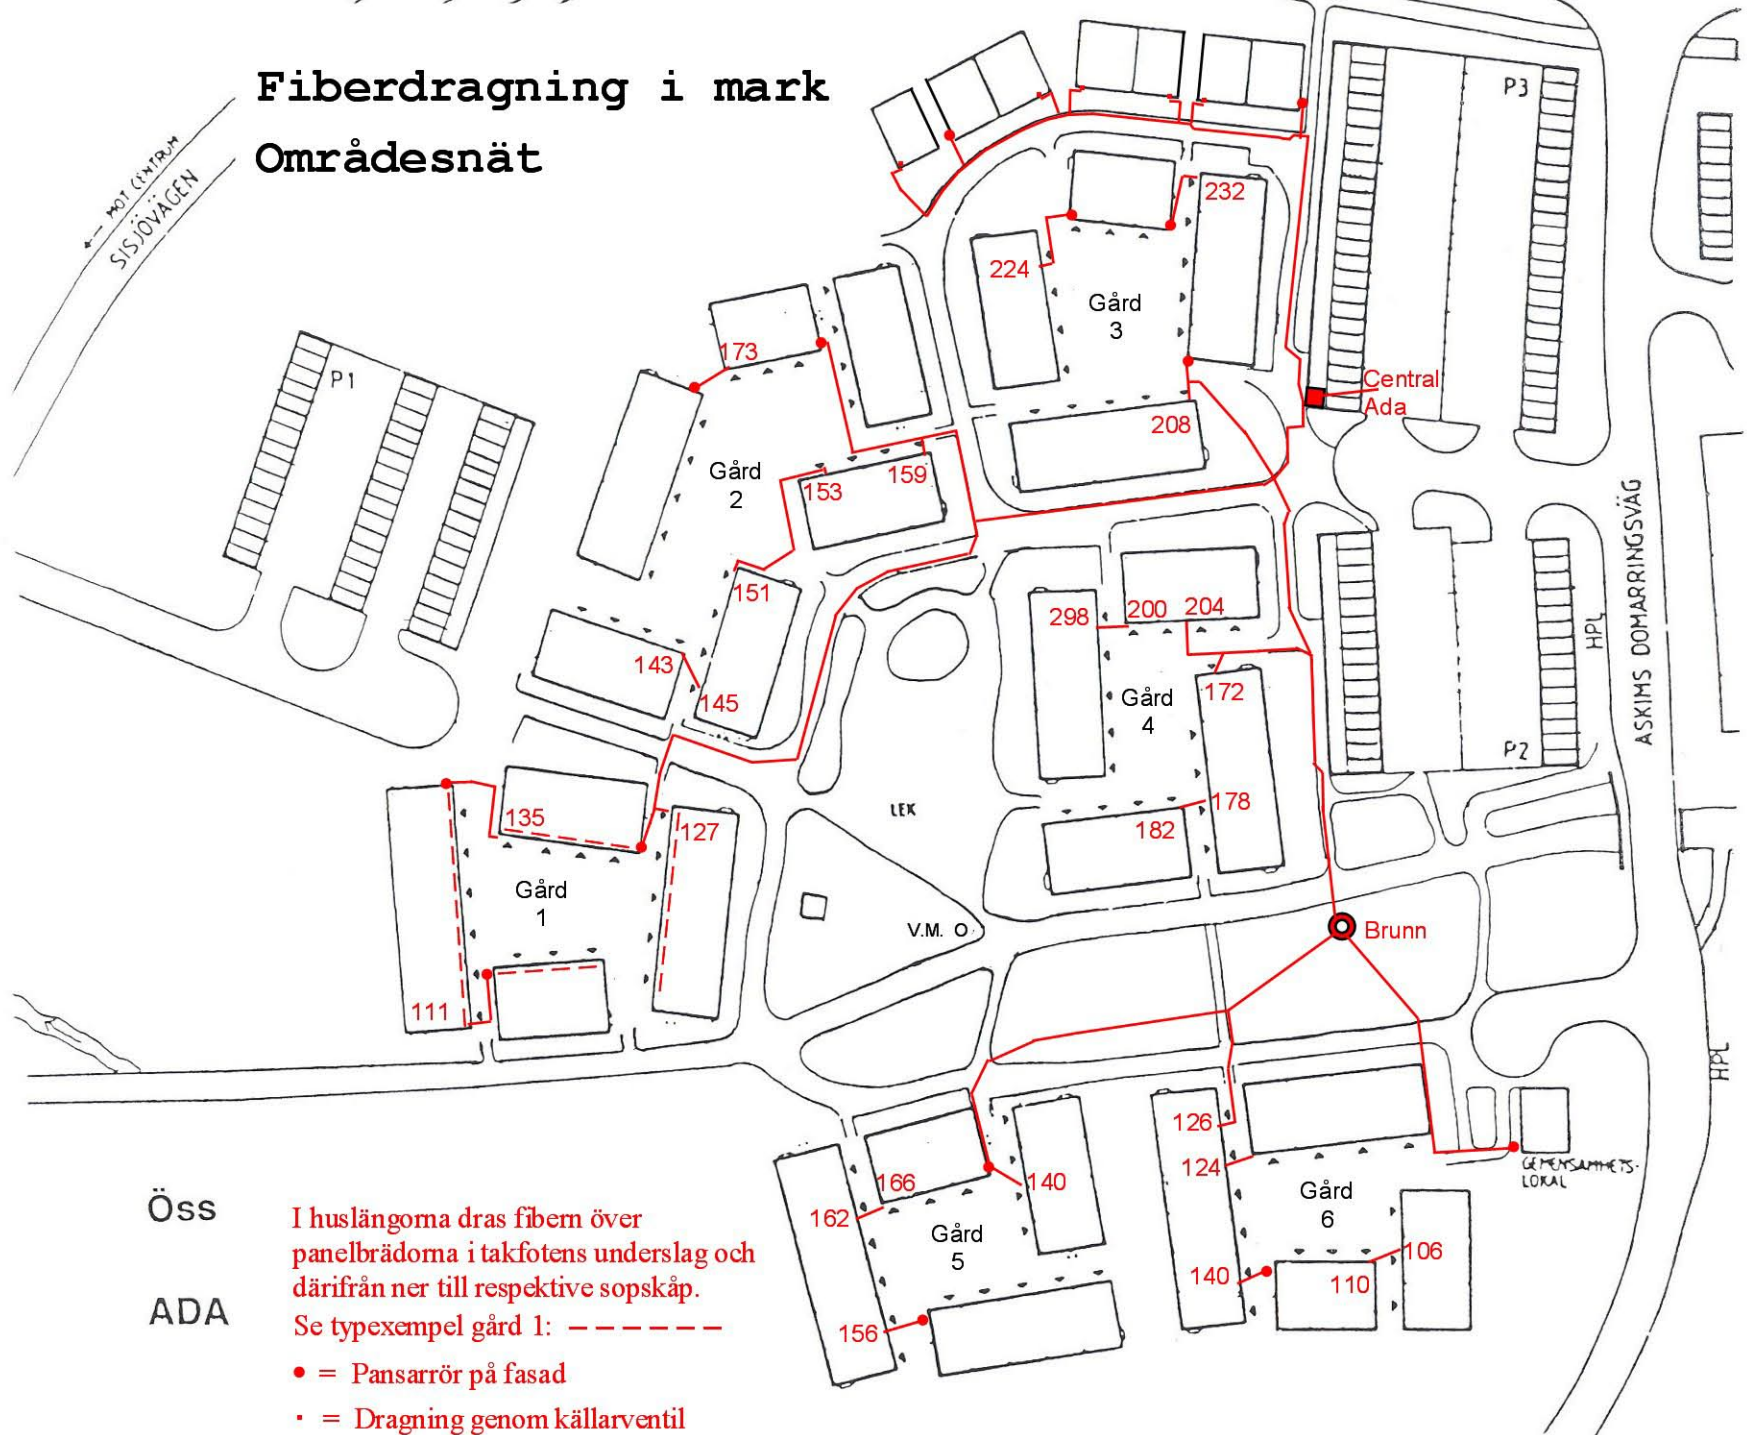 Fiberdragning i mark
Områdesnät
MOT CENTRUM
SISJÖVÄGEN
P1
P3
232
224
Gård
3
173
Central
Ada
208
Gård
2
159
153
151
298
200
204
143
145
172
Gård
4
HPL
ASKIMS DOMARRINGSVÄG
P2
135
127
LEK
178
182
Gård
1
V.M.
Brunn
111
HPL
126
124
166
140
162
Gård
5
Gård
6
GEMENSAMHETS-
LOKAL
140
106
110
156
Öss
ADA
I huslängorna dras fibern över
panelbrädorna i takfotens underslag och
därifrån ner till respektive sopskåp.
Se typexempel gård 1: – – – – – –
• = Pansarrör på fasad
· = Dragning genom källarventil